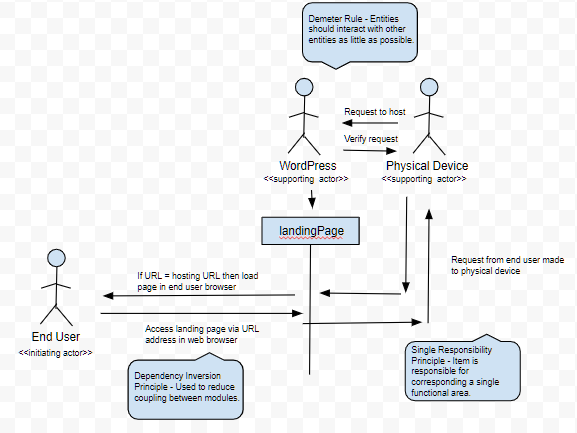 Demeter Rule - Entities
should interact with other
entities as little as possible.
Request to host
Verify request
WordPress
<<supporting actor>>
Physical Device
<<supporting actor>>
landingPage
Request from end user made
to physical device
If URL = hosting URL then load
page in end user browser
End User
<<initiating actor>>
Access landing page via URL
address in web browser
Single Responsibility
Principle - Item is
responsible for
corresponding a single
functional area.
Dependency Inversion
Principle - Used to reduce
coupling between modules.